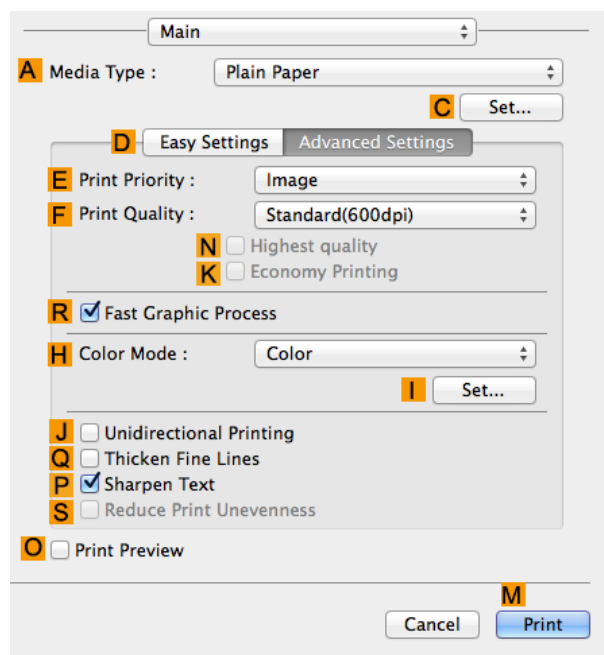 Main
A Media Type : Plain Paper
C Set...
D Easy Settings Advanced Settings
E Print Priority : Image
F Print Quality : Standard(600dpi)
N Highest quality
K Economy Printing
R Fast Graphic Process
H Color Mode : Color
I Set...
J Unidirectional Printing
Q Thicken Fine Lines
P Sharpen Text
S Reduce Print Unevenness
O Print Preview
M
Cancel Print